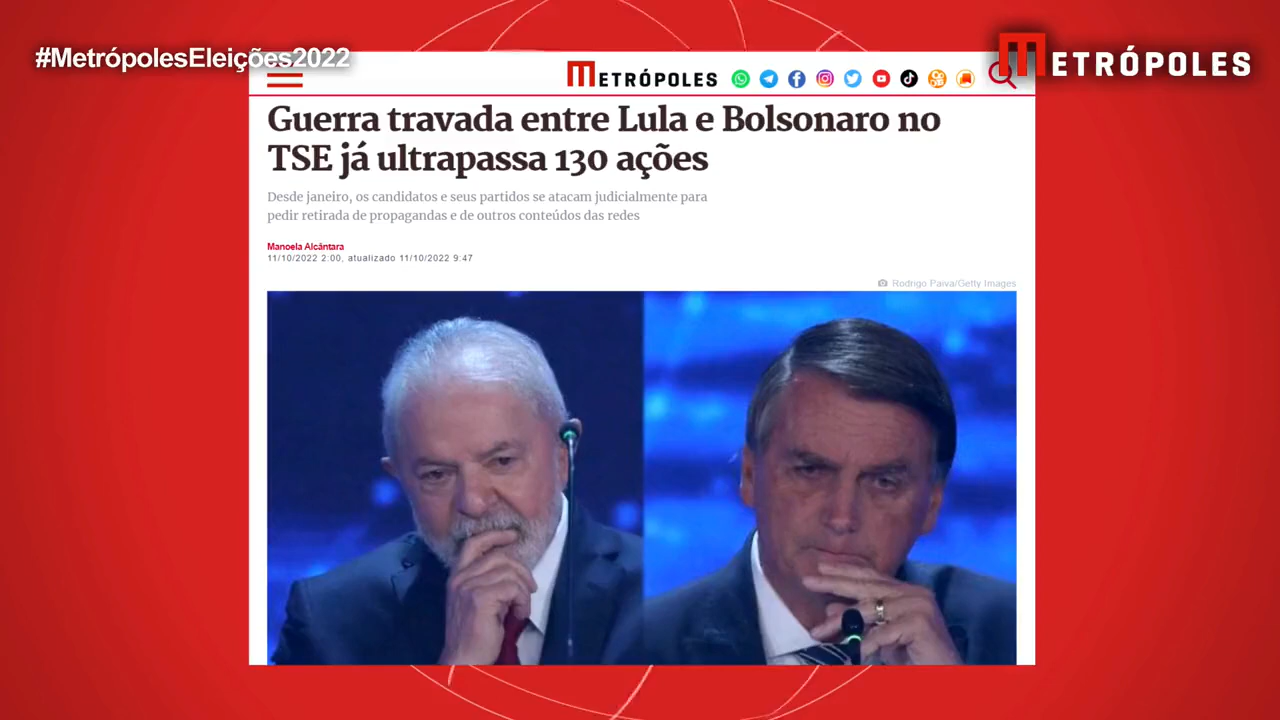 #MetrópolesEleições2022
METRÓPOLES
METRÓPOLES
Guerra travada entre Lula e Bolsonaro no
TSE já ultrapassa 130 ações
Desde janeiro, os candidatos e seus partidos se atacam judicialmente para
pedir retirada de propagandas e de outros conteúdos das redes
Manoela Alcântara
11/10/2022 2:00, atualizado 11/10/2022 9:47
Rodrigo Paiva/Getty Images